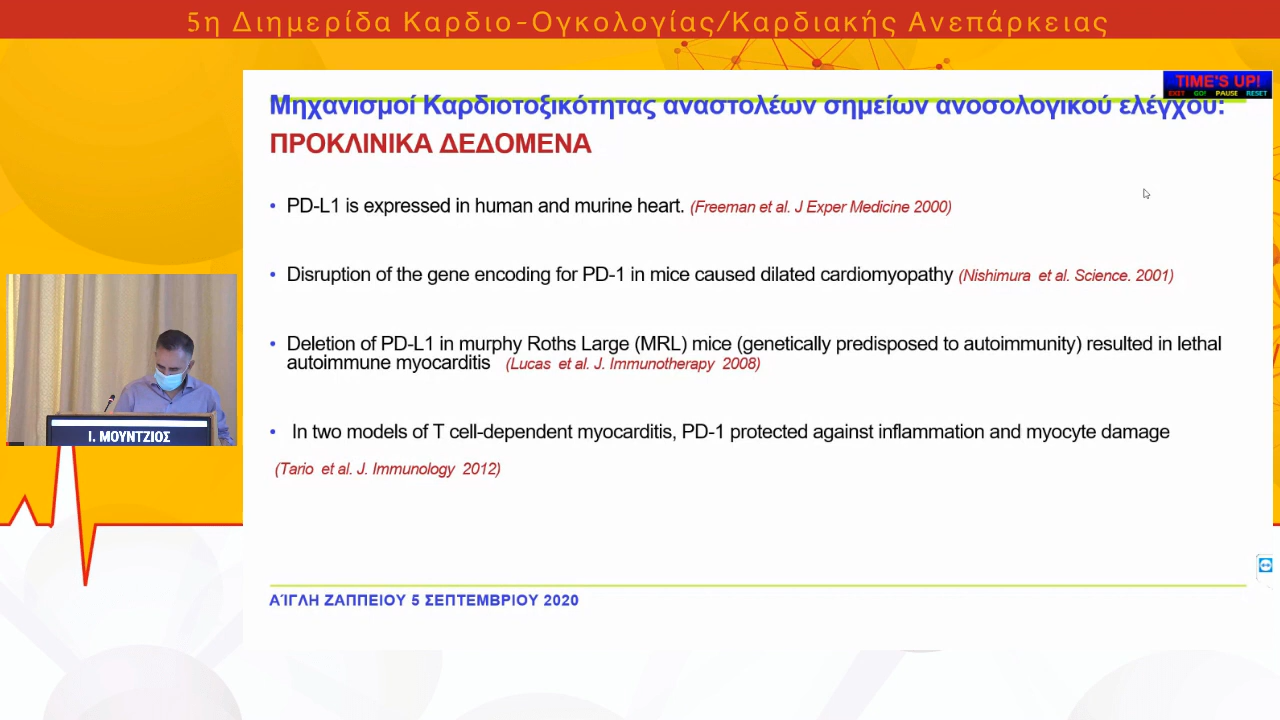 5η Διημερίδα Καρδιο-Ογκολογίας/Καρδιακής Ανεπάρκειας
TIME'S UP!
EXIT GO! PAUSE RESET
Μηχανισμοί Καρδιοτοξικότητας αναστολέων σημείων ανοσολογικού ελέγχου:
ΠΡΟΚΛΙΝΙΚΑ ΔΕΔΟΜΕΝΑ
• PD-L1 is expressed in human and murine heart. (Freeman et al. J Exper Medicine 2000)
• Disruption of the gene encoding for PD-1 in mice caused dilated cardiomyopathy (Nishimura et al. Science. 2001)
• Deletion of PD-L1 in murphy Roths Large (MRL) mice (genetically predisposed to autoimmunity) resulted in lethal
autoimmune myocarditis (Lucas et al. J. Immunotherapy 2008)
• In two models of T cell-dependent myocarditis, PD-1 protected against inflammation and myocyte damage
(Tario et al. J. Immunology 2012)
Ι. ΜΟΥΝΤΖΙΟΣ
ΑΊΓΛΗ ΖΑΠΠΕΙΟΥ 5 ΣΕΠΤΕΜΒΡΙΟΥ 2020